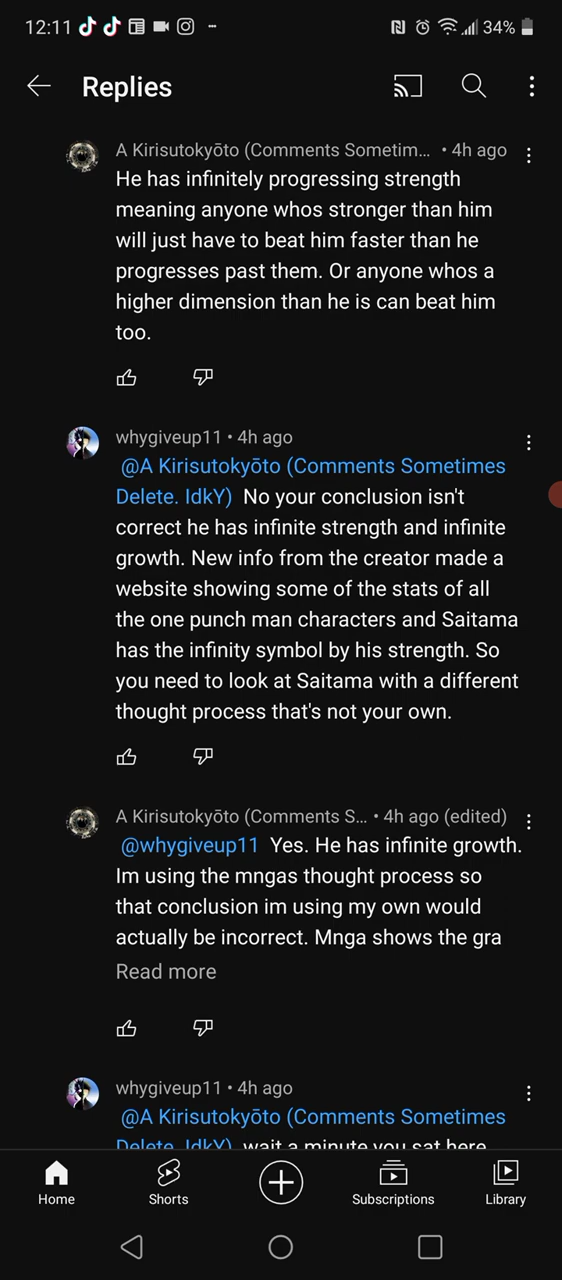 12:11 34%
Replies
A Kirisutokyōto (Comments Sometim... • 4h ago
He has infinitely progressing strength
meaning anyone whos stronger than him
will just have to beat him faster than he
progresses past them. Or anyone whos a
higher dimension than he is can beat him
too.
whygiveup11 • 4h ago
@A Kirisutokyōto (Comments Sometimes
Delete. IdkY) No your conclusion isn't
correct he has infinite strength and infinite
growth. New info from the creator made a
website showing some of the stats of all
the one punch man characters and Saitama
has the infinity symbol by his strength. So
you need to look at Saitama with a different
thought process that's not your own.
A Kirisutokyōto (Comments S... • 4h ago (edited)
@whygiveup11 Yes. He has infinite growth.
Im using the mngas thought process so
that conclusion im using my own would
actually be incorrect. Mnga shows the gra
Read more
whygiveup11 • 4h ago
@A Kirisutokyōto (Comments Sometimes
Delete. IdkY) wait a minute you sat here
Home Shorts Subscriptions Library